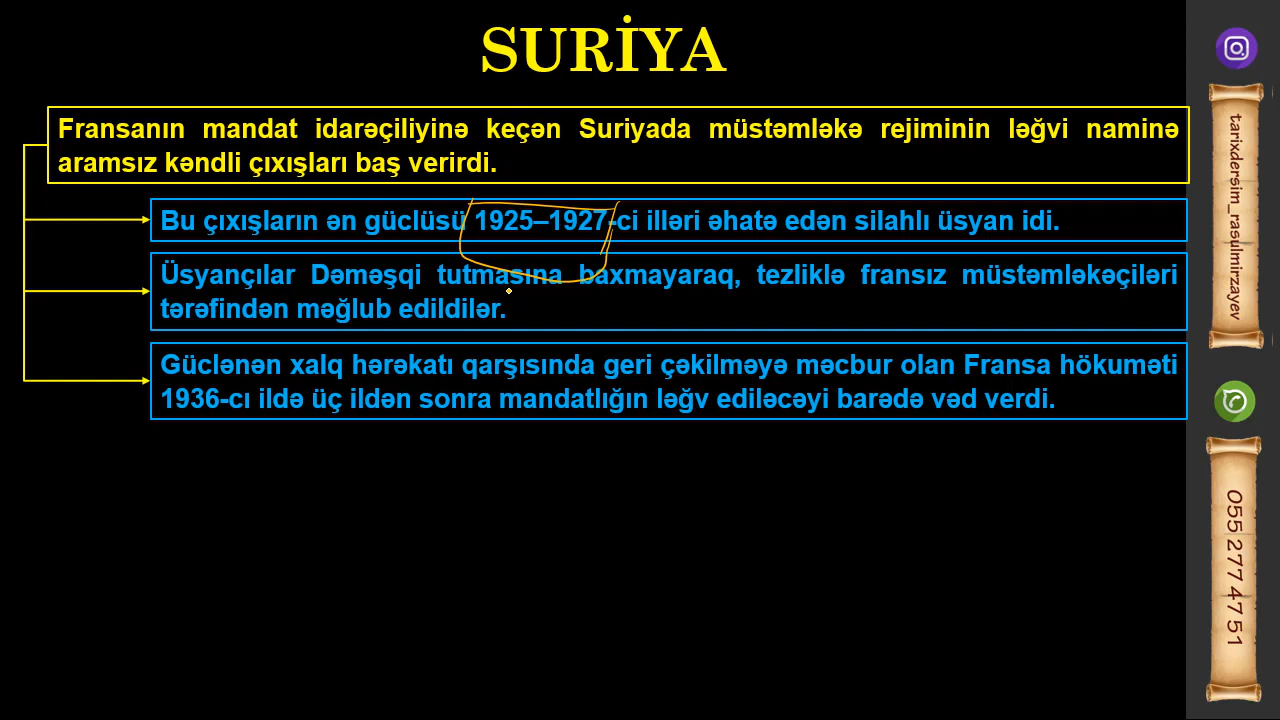 SURİYA
Fransanın mandat idarəçiliyinə keçən Suriyada müstəmləkə rejiminin ləğvi naminə
aramsız kəndli çıxışları baş verirdi.
Bu çıxışların ən güclüsü 1925–1927-ci illəri əhatə edən silahlı üsyan idi.
Üsyançılar Dəməşqi tutmasına baxmayaraq, tezliklə fransız müstəmləkəçiləri
tərəfindən məğlub edildilər.
Güclənən xalq hərəkatı qarşısında geri çəkilməyə məcbur olan Fransa hökuməti
1936-cı ildə üç ildən sonra mandatlığın ləğv ediləcəyi barədə vəd verdi.
tarixdersim_rasulmirzayev
055 277 47 51